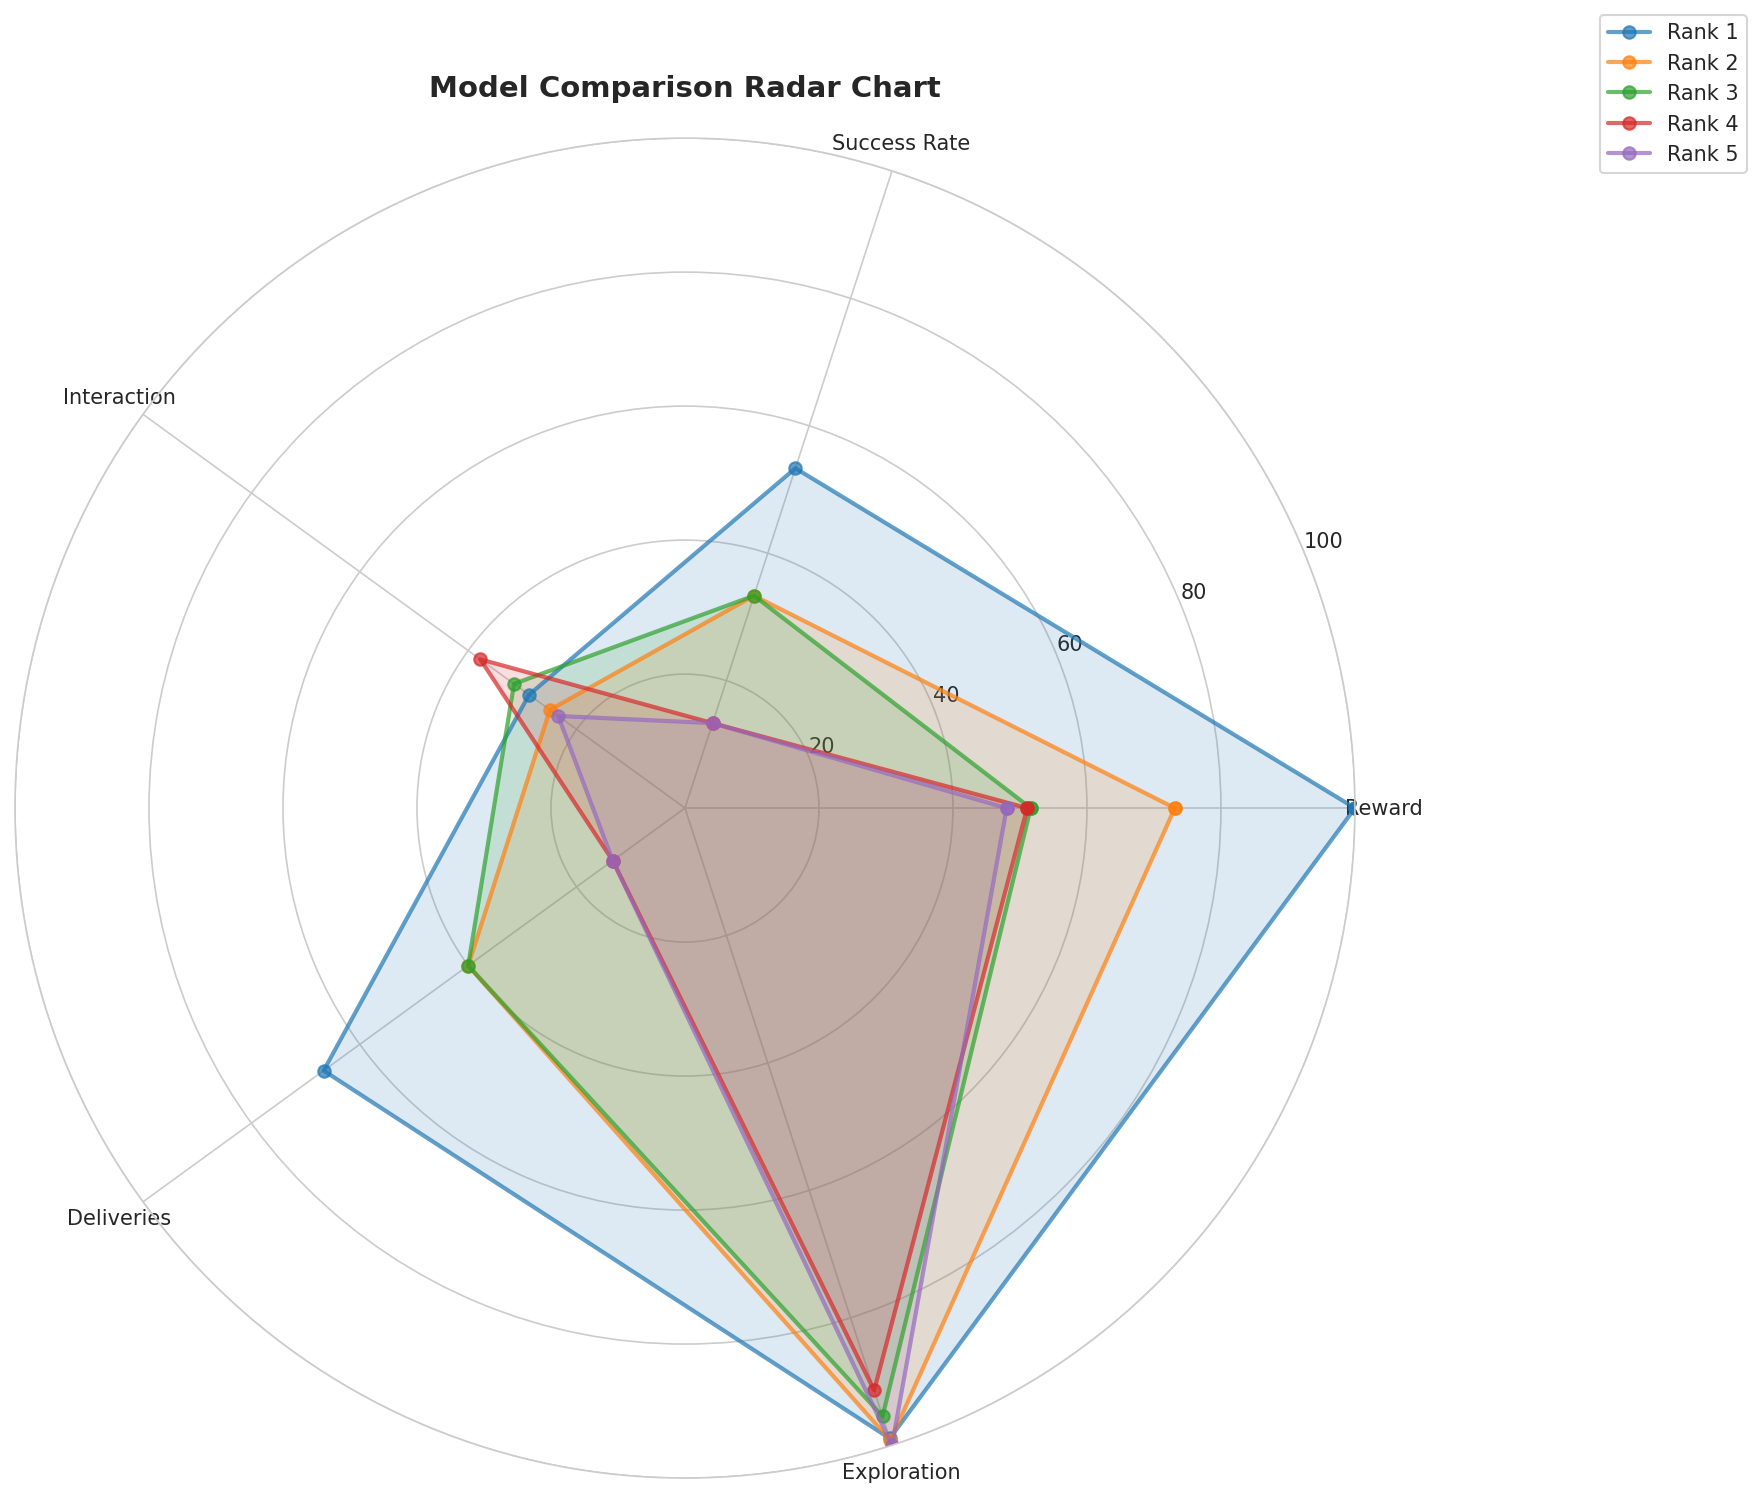 Rank 1
Rank 2
Rank 3
Rank 4
Rank 5
Model Comparison Radar Chart
Success Rate
Interaction
100
80
60
40
20
Reward
Deliveries
Exploration